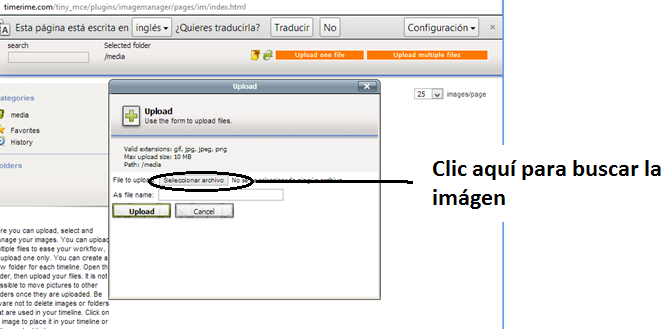 timerime.com/tiny_mce/plugins/imagemanager/pages/im/index.html
Esta página está escrita en inglés ¿Quieres traducirla? Traducir No Configuración ×
search Selected folder
/media
Upload one file Upload multiple files
25 images/page
ategories
media
Favorites
History
olders
Upload
Upload
Use the form to upload files.
Valid extensions: gif, jpg, jpeg, png
Max upload size: 10 MB
Path: /media
File to upload Seleccionar archivo No se
As file name:
Upload Cancel
re you can upload, select and
nage your images. You can upload
ltiple files to ease your workflow,
upload one only. You can create a
w folder for each timeline. Open the
lder, then upload your files. It is not
ssible to move pictures to other
lders once they are uploaded. Be
ware not to delete images or folders
at are used in your timeline. Click on
image to place it in your timeline or
Clic aquí para buscar la
imágen